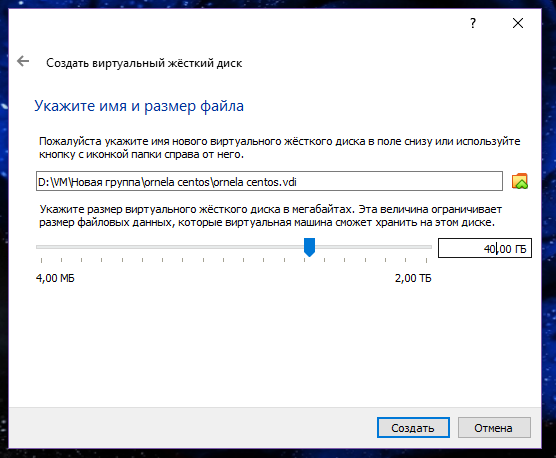 ?
Создать виртуальный жёсткий диск
Укажите имя и размер файла
Пожалуйста укажите имя нового виртуального жёсткого диска в поле снизу или используйте
кнопку с иконкой папки справа от него.
D:\VM\Новая группа\ornela centos\ornela centos.vdi
Укажите размер виртуального жёсткого диска в мегабайтах. Эта величина ограничивает
размер файловых данных, которые виртуальная машина сможет хранить на этом диске.
40,00 ГБ
4,00 МБ
2,00 ТБ
Создать
Отмена